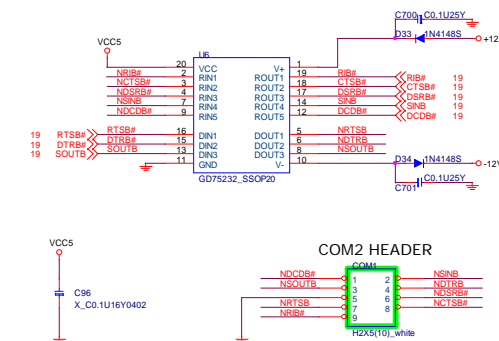 C700 C0.1U25Y
D33 1N4148S
+12
VCC5
U6
20 VCC V+ 1
NRIB# 2 RIN1 ROUT1 19 RIB# RIB# 19
NCTSB# 3 RIN2 ROUT2 18 CTSB# CTSB# 19
NDSRB# 4 RIN3 ROUT3 17 DSRB# DSRB# 19
NSINB 7 RIN4 ROUT4 14 SINB SINB 19
NDCDB# 9 RIN5 ROUT5 12 DCDB# DCDB# 19
19 RTSB# RTSB# 16 DIN1 DOUT1 5 NRTSB
19 DTRB# DTRB# 15 DIN2 DOUT2 6 NDTRB
19 SOUTB SOUTB 13 DIN3 DOUT3 8 NSOUTB
11 GND V- 10
GD75232_SSOP20
D34 1N4148S
-12V
C701 C0.1U25Y
VCC5
C96
X_C0.1U16Y0402
COM2 HEADER
COM1
NDCDB# 1 2 NSINB
NSOUTB 3 4 NDTRB
5 6 NDSRB#
NRTSB 7 8 NCTSB#
NRIB# 9
H2X5(10)_white